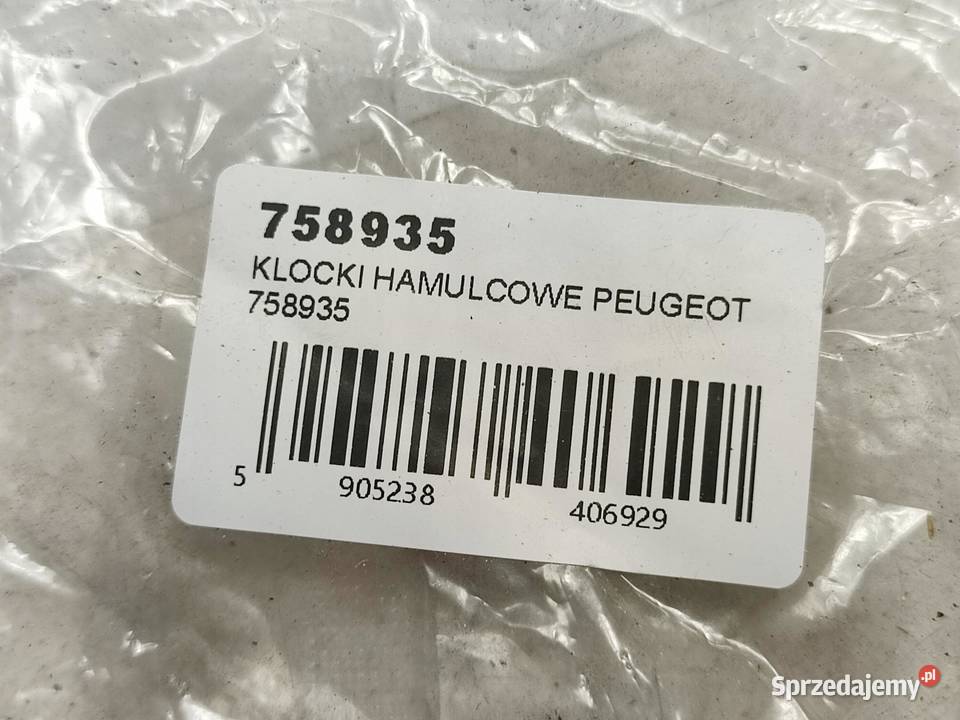 758935
KLOCKI HAMULCOWE PEUGEOT
758935
5 905238 406929
Sprzedajemy.pl